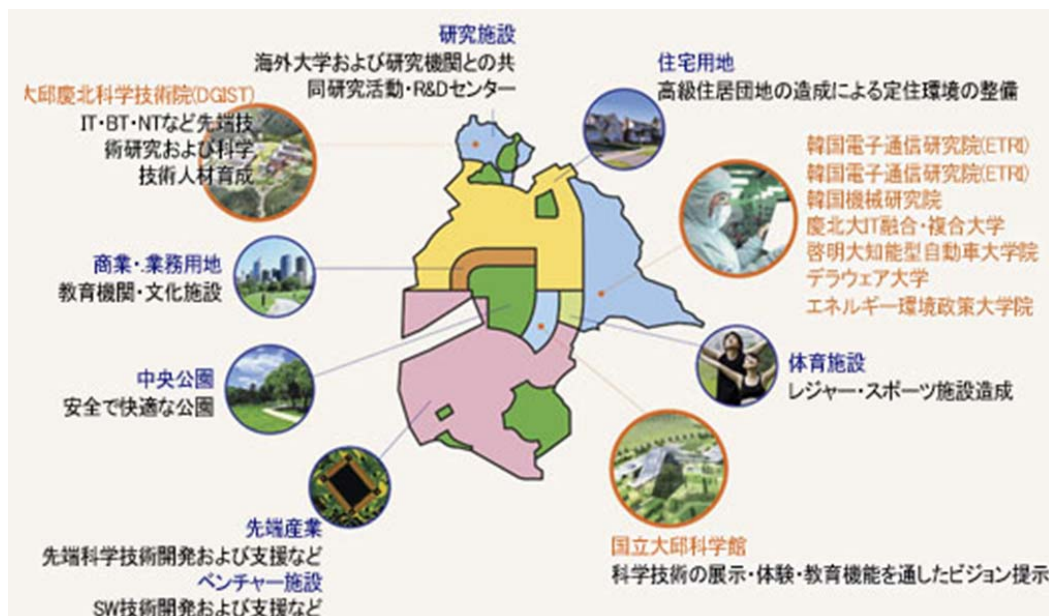 研究施設
海外大学および研究機関との共
同研究活動・R&Dセンター
住宅用地
高級住居団地の造成による定住環境の整備
大邱慶北科学技術院(DGIST)
IT・BT・NTなど先端技
術研究および科学
技術人材育成
韓国電子通信研究院(ETRI)
韓国電子通信研究院(ETRI)
韓国機械研究院
慶北大IT融合・複合大学
啓明大知能型自動車大学院
デラウェア大学
エネルギー環境政策大学院
商業・.業務用地
教育機関・文化施設
体育施設
レジャー・スポーツ施設造成
中央公園
安全で快適な公園
先端産業
先端科学技術開発および支援など
ベンチャー施設
SW技術開発および支援など
国立大邱科学館
科学技術の展示・体験・教育機能を通したビジョン提示